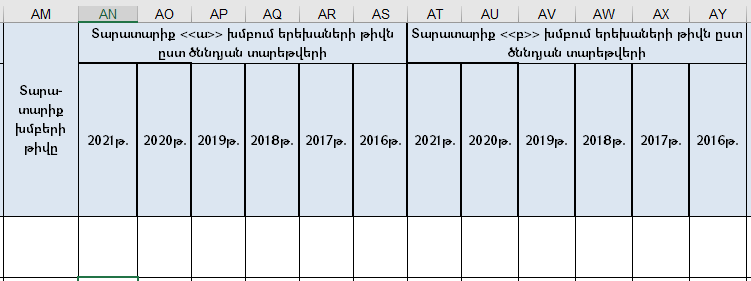 AM AN AO AP AQ AR AS AT AU AV AW AX AY
Տարատարիք <<ա>> խմբում երեխաների թիվն
ըստ ծննդյան տարեթվերի
Տարատարիք <<բ>> խմբում երեխաների թիվն ըստ
ծննդյան տարեթվերի
Տարա-
տարիք
խմբերի
թիվը
2021թ. 2020թ. 2019թ. 2018թ. 2017թ. 2016թ. 2021թ. 2020թ. 2019թ. 2018թ. 2017թ. 2016թ.